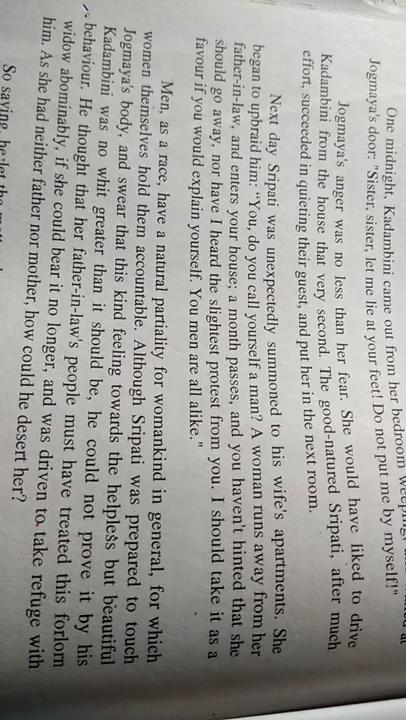 One midnight, Kadambini came out from her bedroom weeping, at
Jogmaya's door: "Sister, sister, let me lie at your feet! Do not put me by myself!"
Jogmaya's anger was no less than her fear. She would have liked to drive
Kadambini from the house that very second. The good-natured Sripati, after much
effort, succeeded in quieting their guest, and put her in the next room.
Next day Sripati was unexpectedly summoned to his wife's apartments. She
began to upbraid him: "You, do you call yourself a man? A woman runs away from her
father-in-law, and enters your house; a month passes, and you haven't hinted that she
should go away, nor have I heard the slightest protest from you. I should take it as a
favour if you would explain yourself. You men are all alike."
Men, as a race, have a natural partiality for womankind in general, for which
women themselves hold them accountable. Although Sripati was prepared to touch
Jogmaya's body, and swear that this kind feeling towards the helpless but beautiful
Kadambini was no whit greater than it should be, he could not prove it by his
behaviour. He thought that her father-in-law's people must have treated this forlorn
widow abominably, if she could bear it no longer, and was driven to take refuge with
him. As she had neither father nor mother, how could he desert her?
So saying, he let the